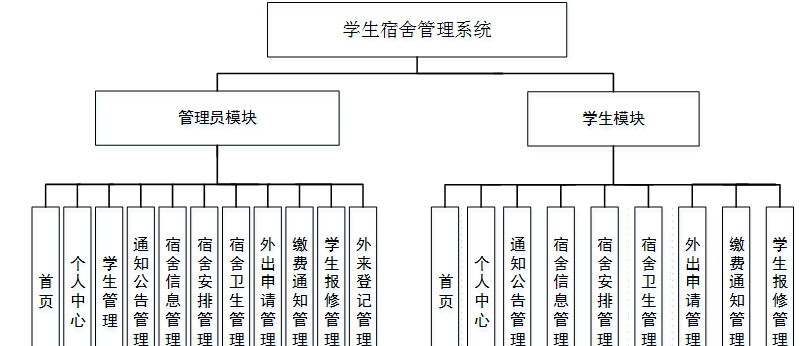 学生宿舍管理系统
管理员模块
学生模块
首页
个人中心
学生管理
通知公告管理
宿舍信息管理
宿舍安排管理
宿舍卫生管理
外出申请管理
缴费通知管理
学生报修管理
外来登记管理
首页
个人中心
通知公告管理
宿舍信息管理
宿舍安排管理
宿舍卫生管理
外出申请管理
缴费通知管理
学生报修管理